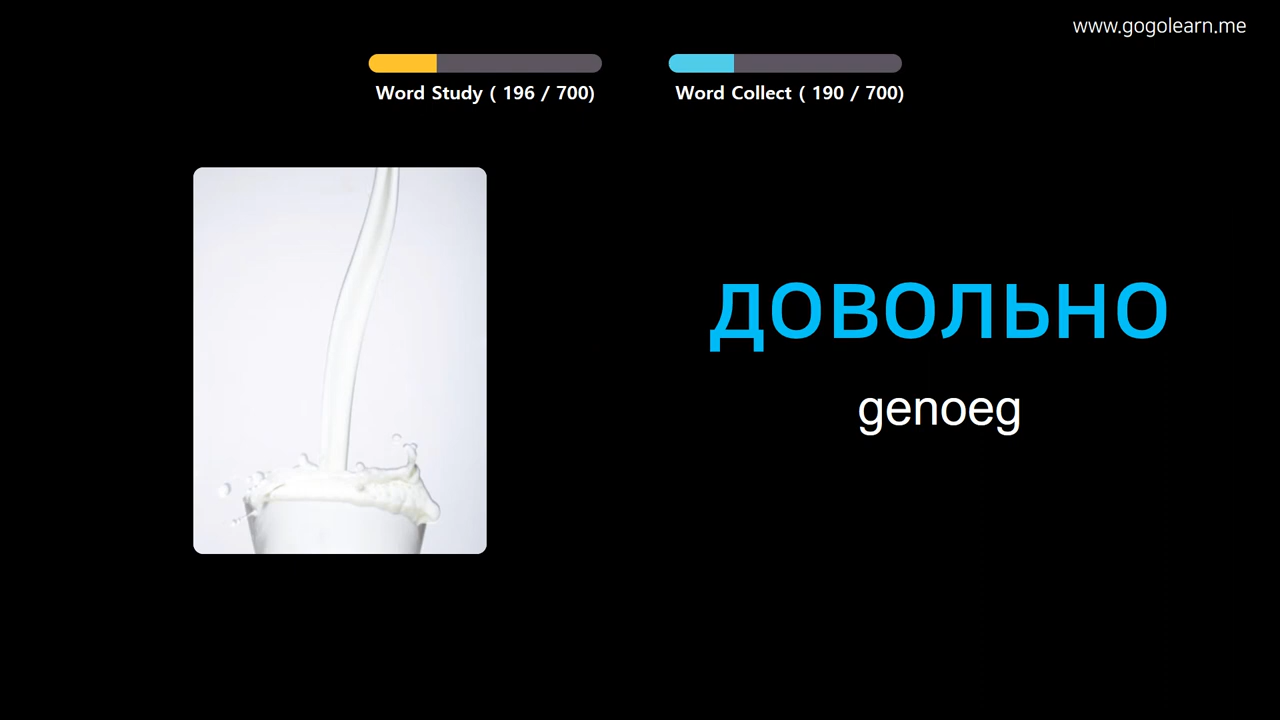 www.gogolearn.me
Word Study ( 196 / 700)
Word Collect ( 190 / 700)
довольно
genoeg